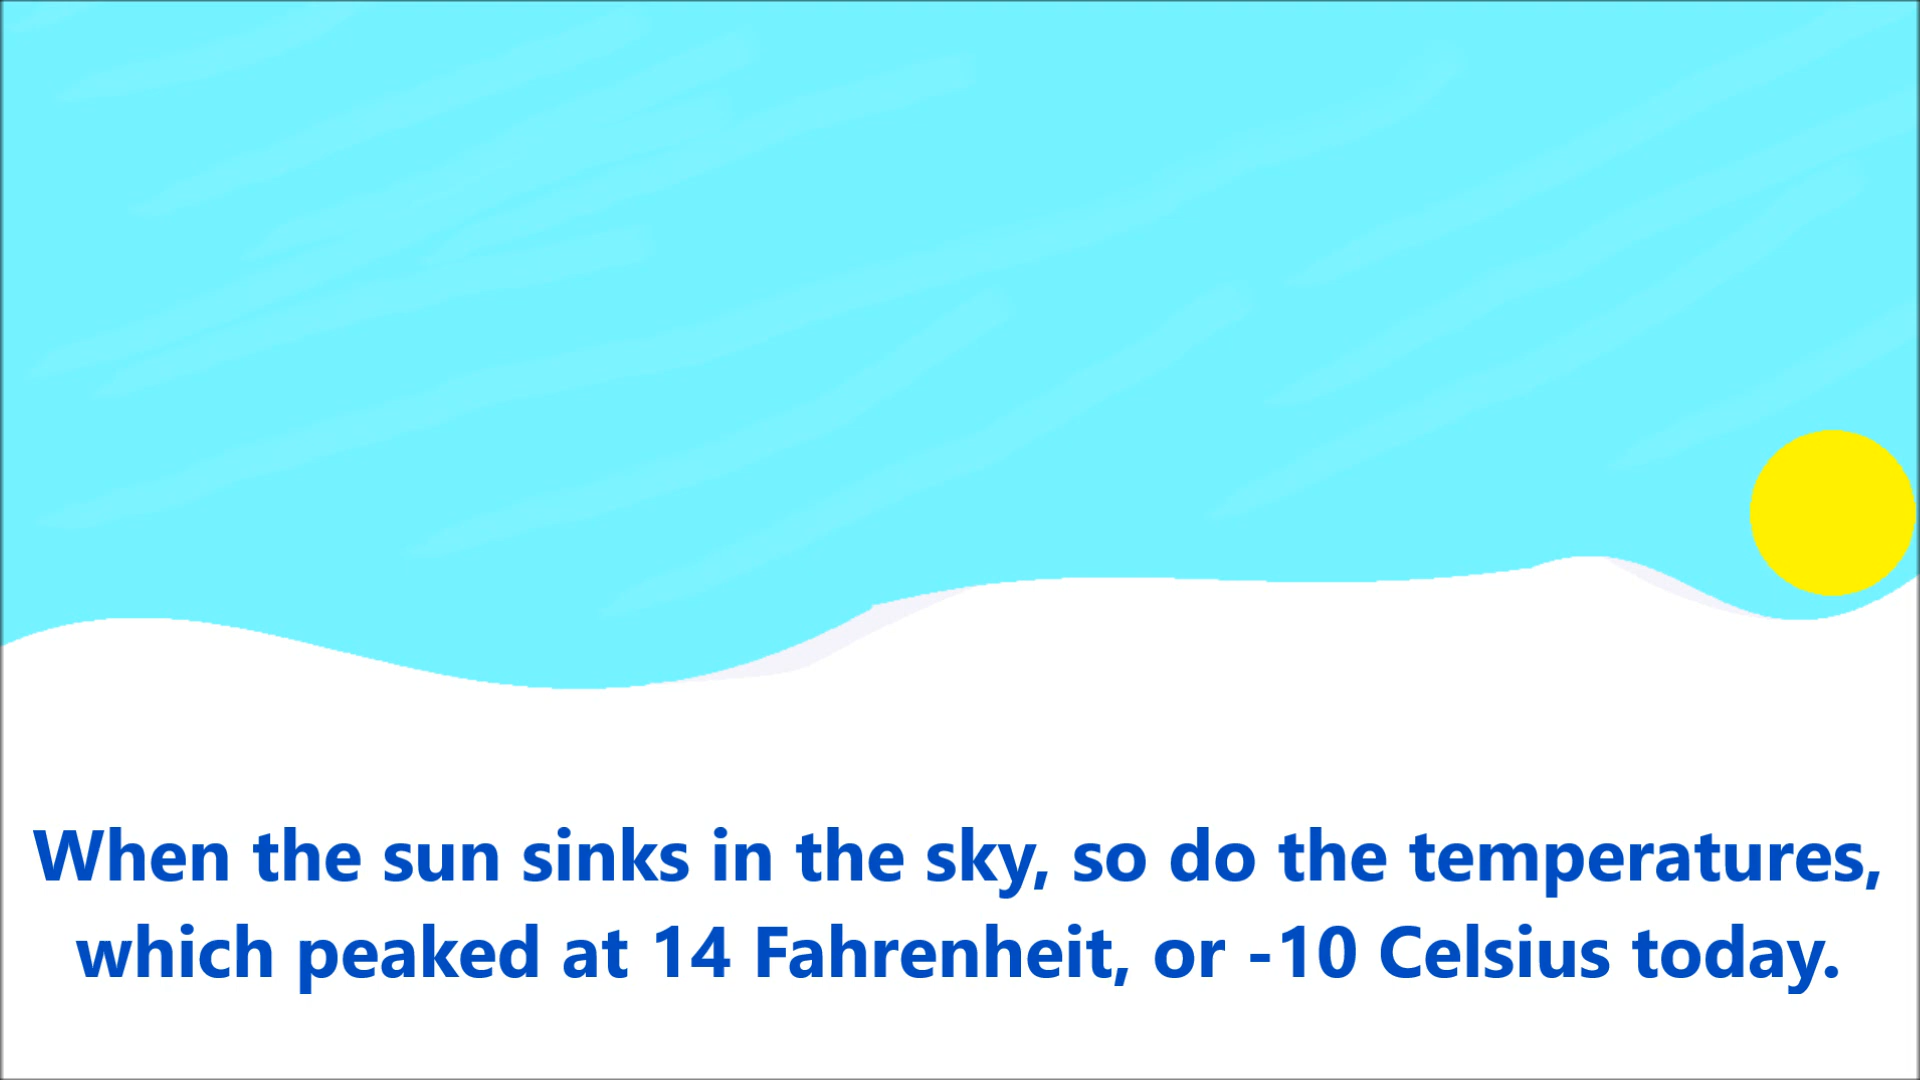 When the sun sinks in the sky, so do the temperatures,
which peaked at 14 Fahrenheit, or -10 Celsius today.